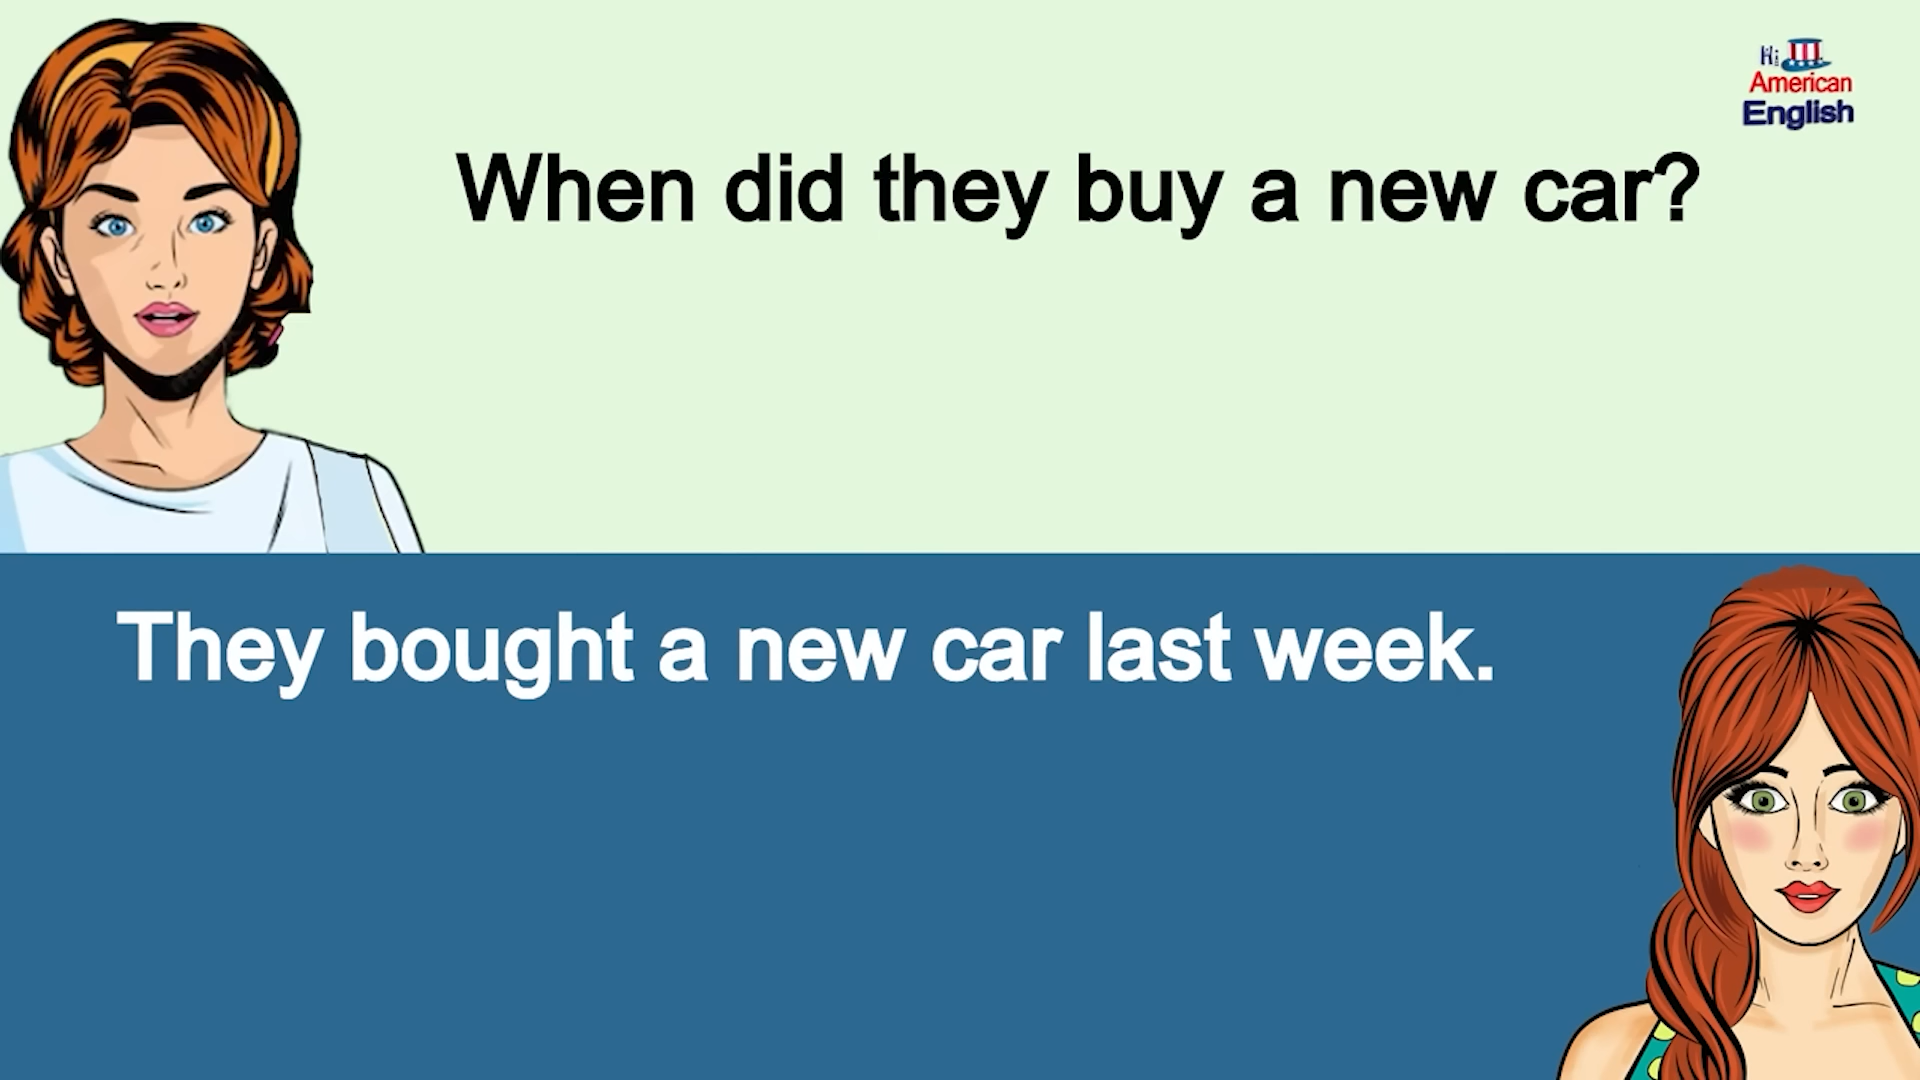 Hi
American
English
When did they buy a new car?
They bought a new car last week.